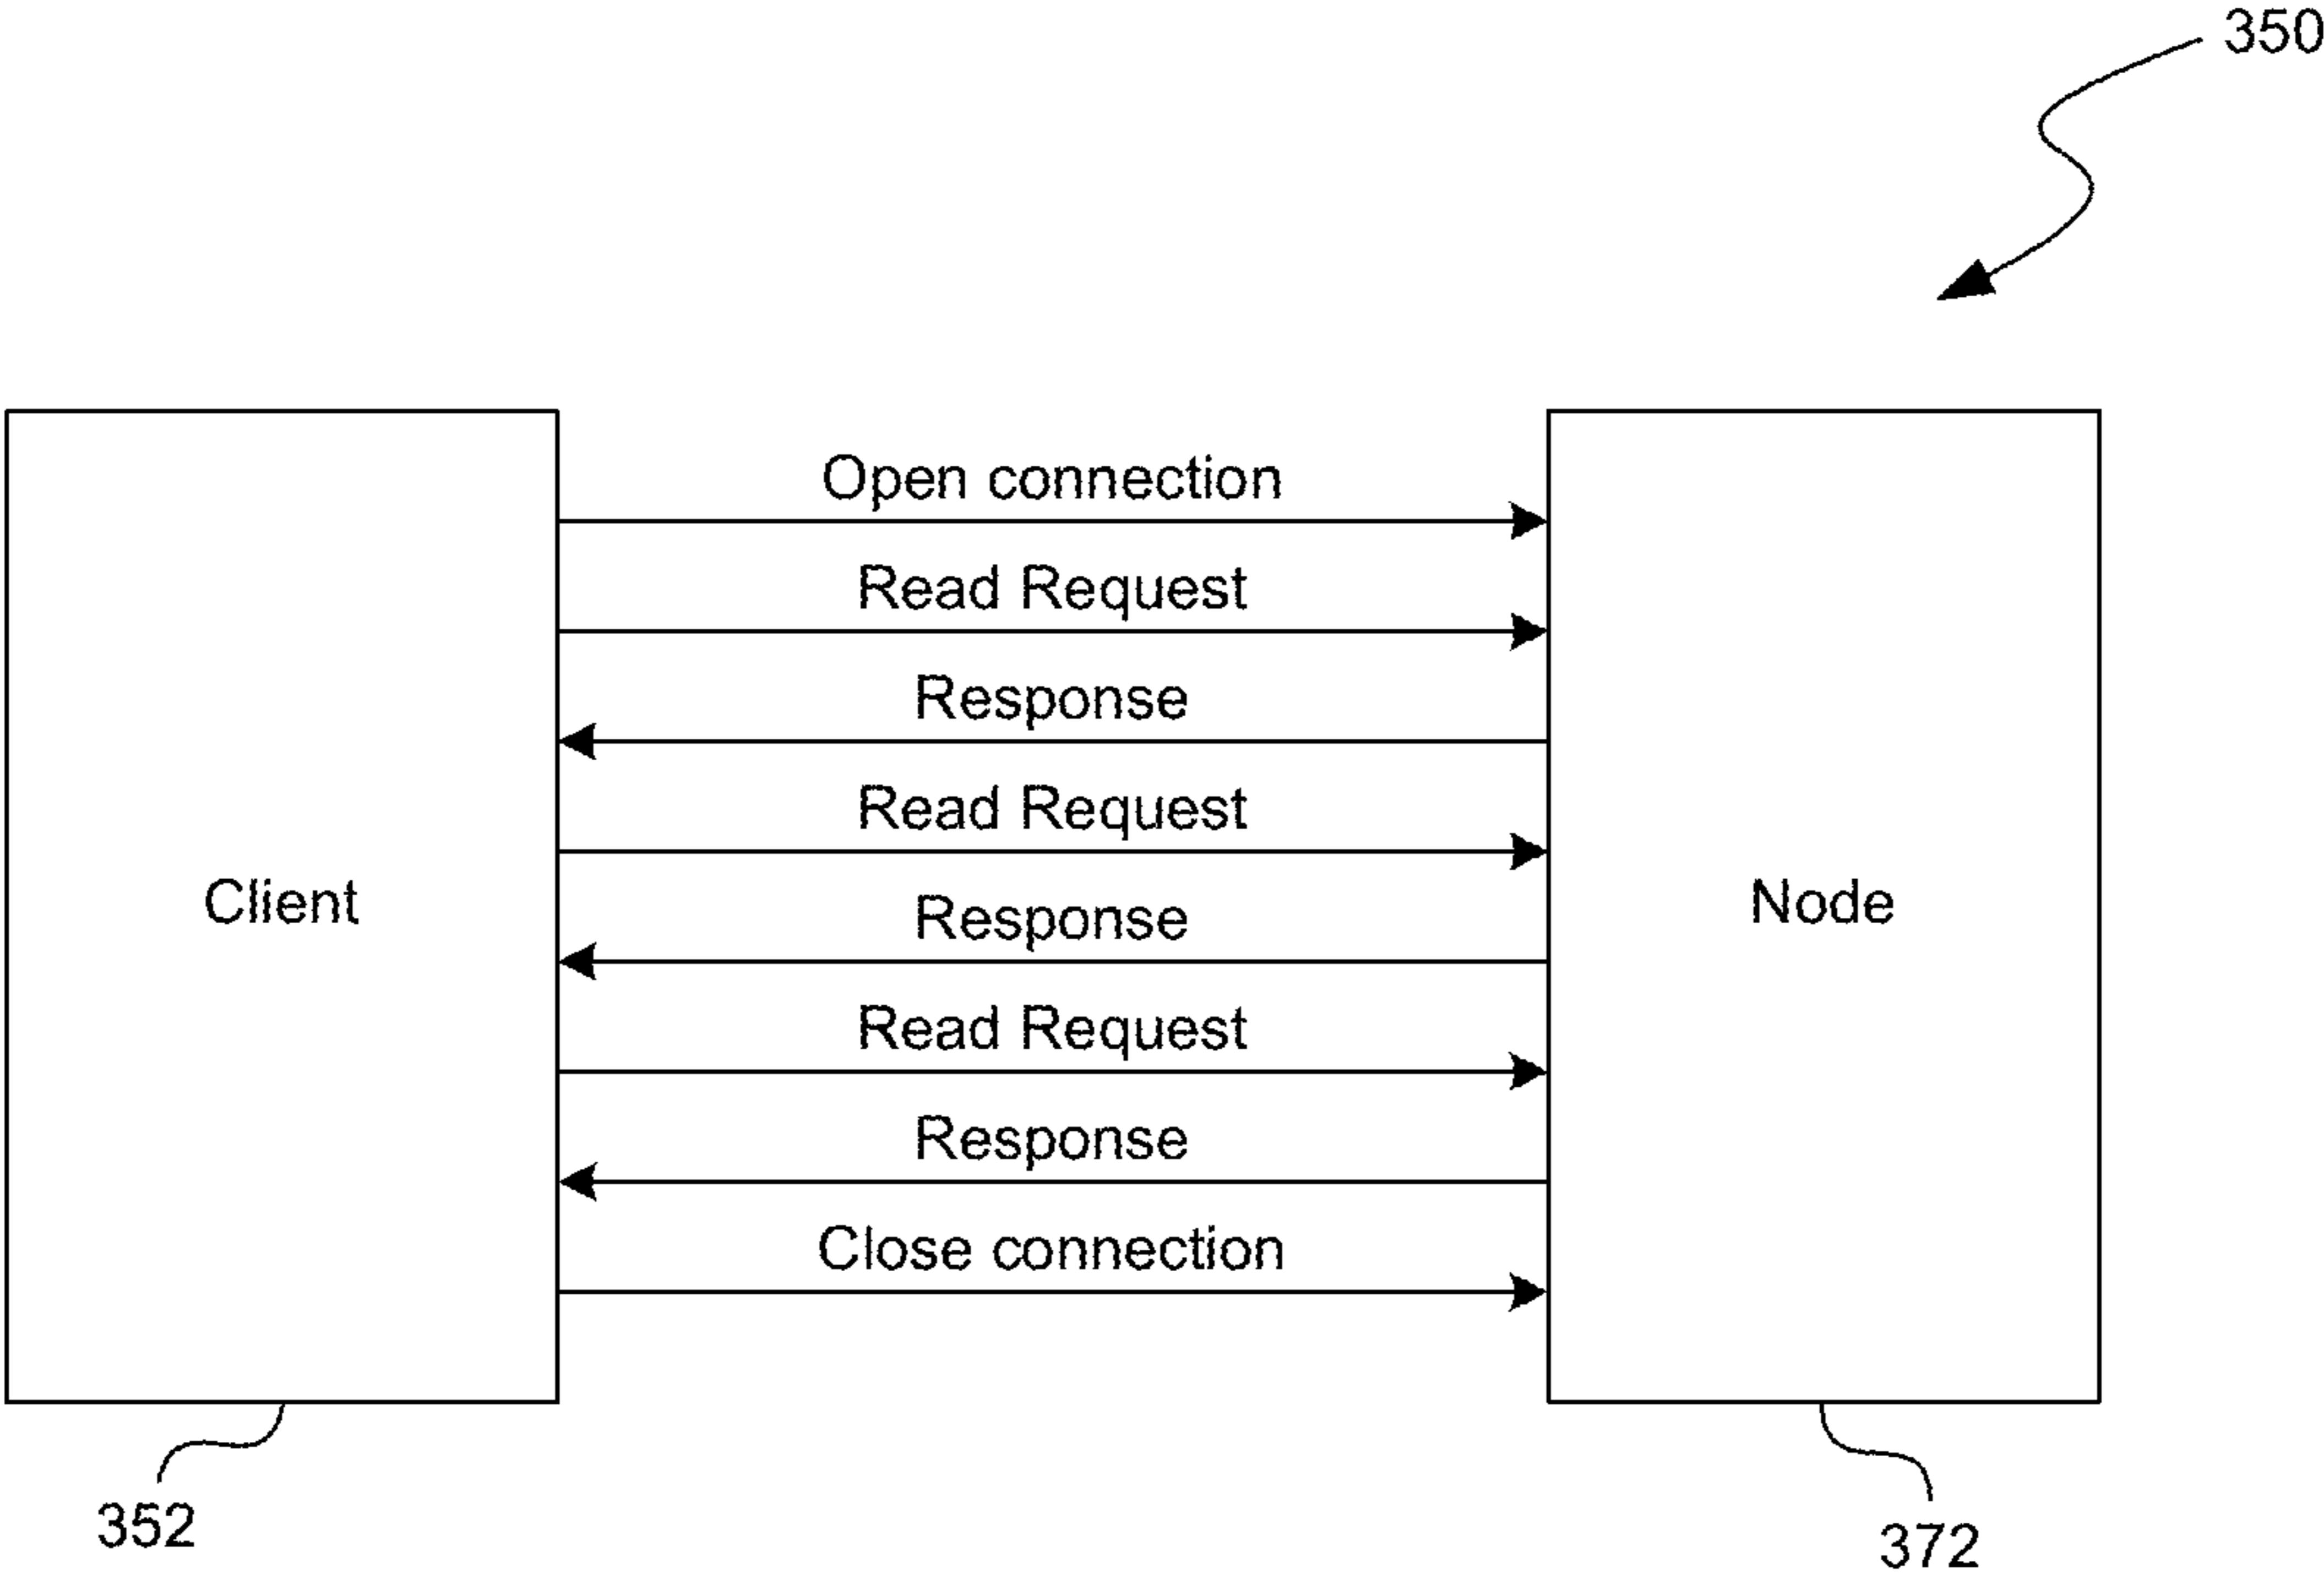 350
Open connection
Read Request
Response
Read Request
Client
Response
Node
Read Request
Response
Close connection
352
372